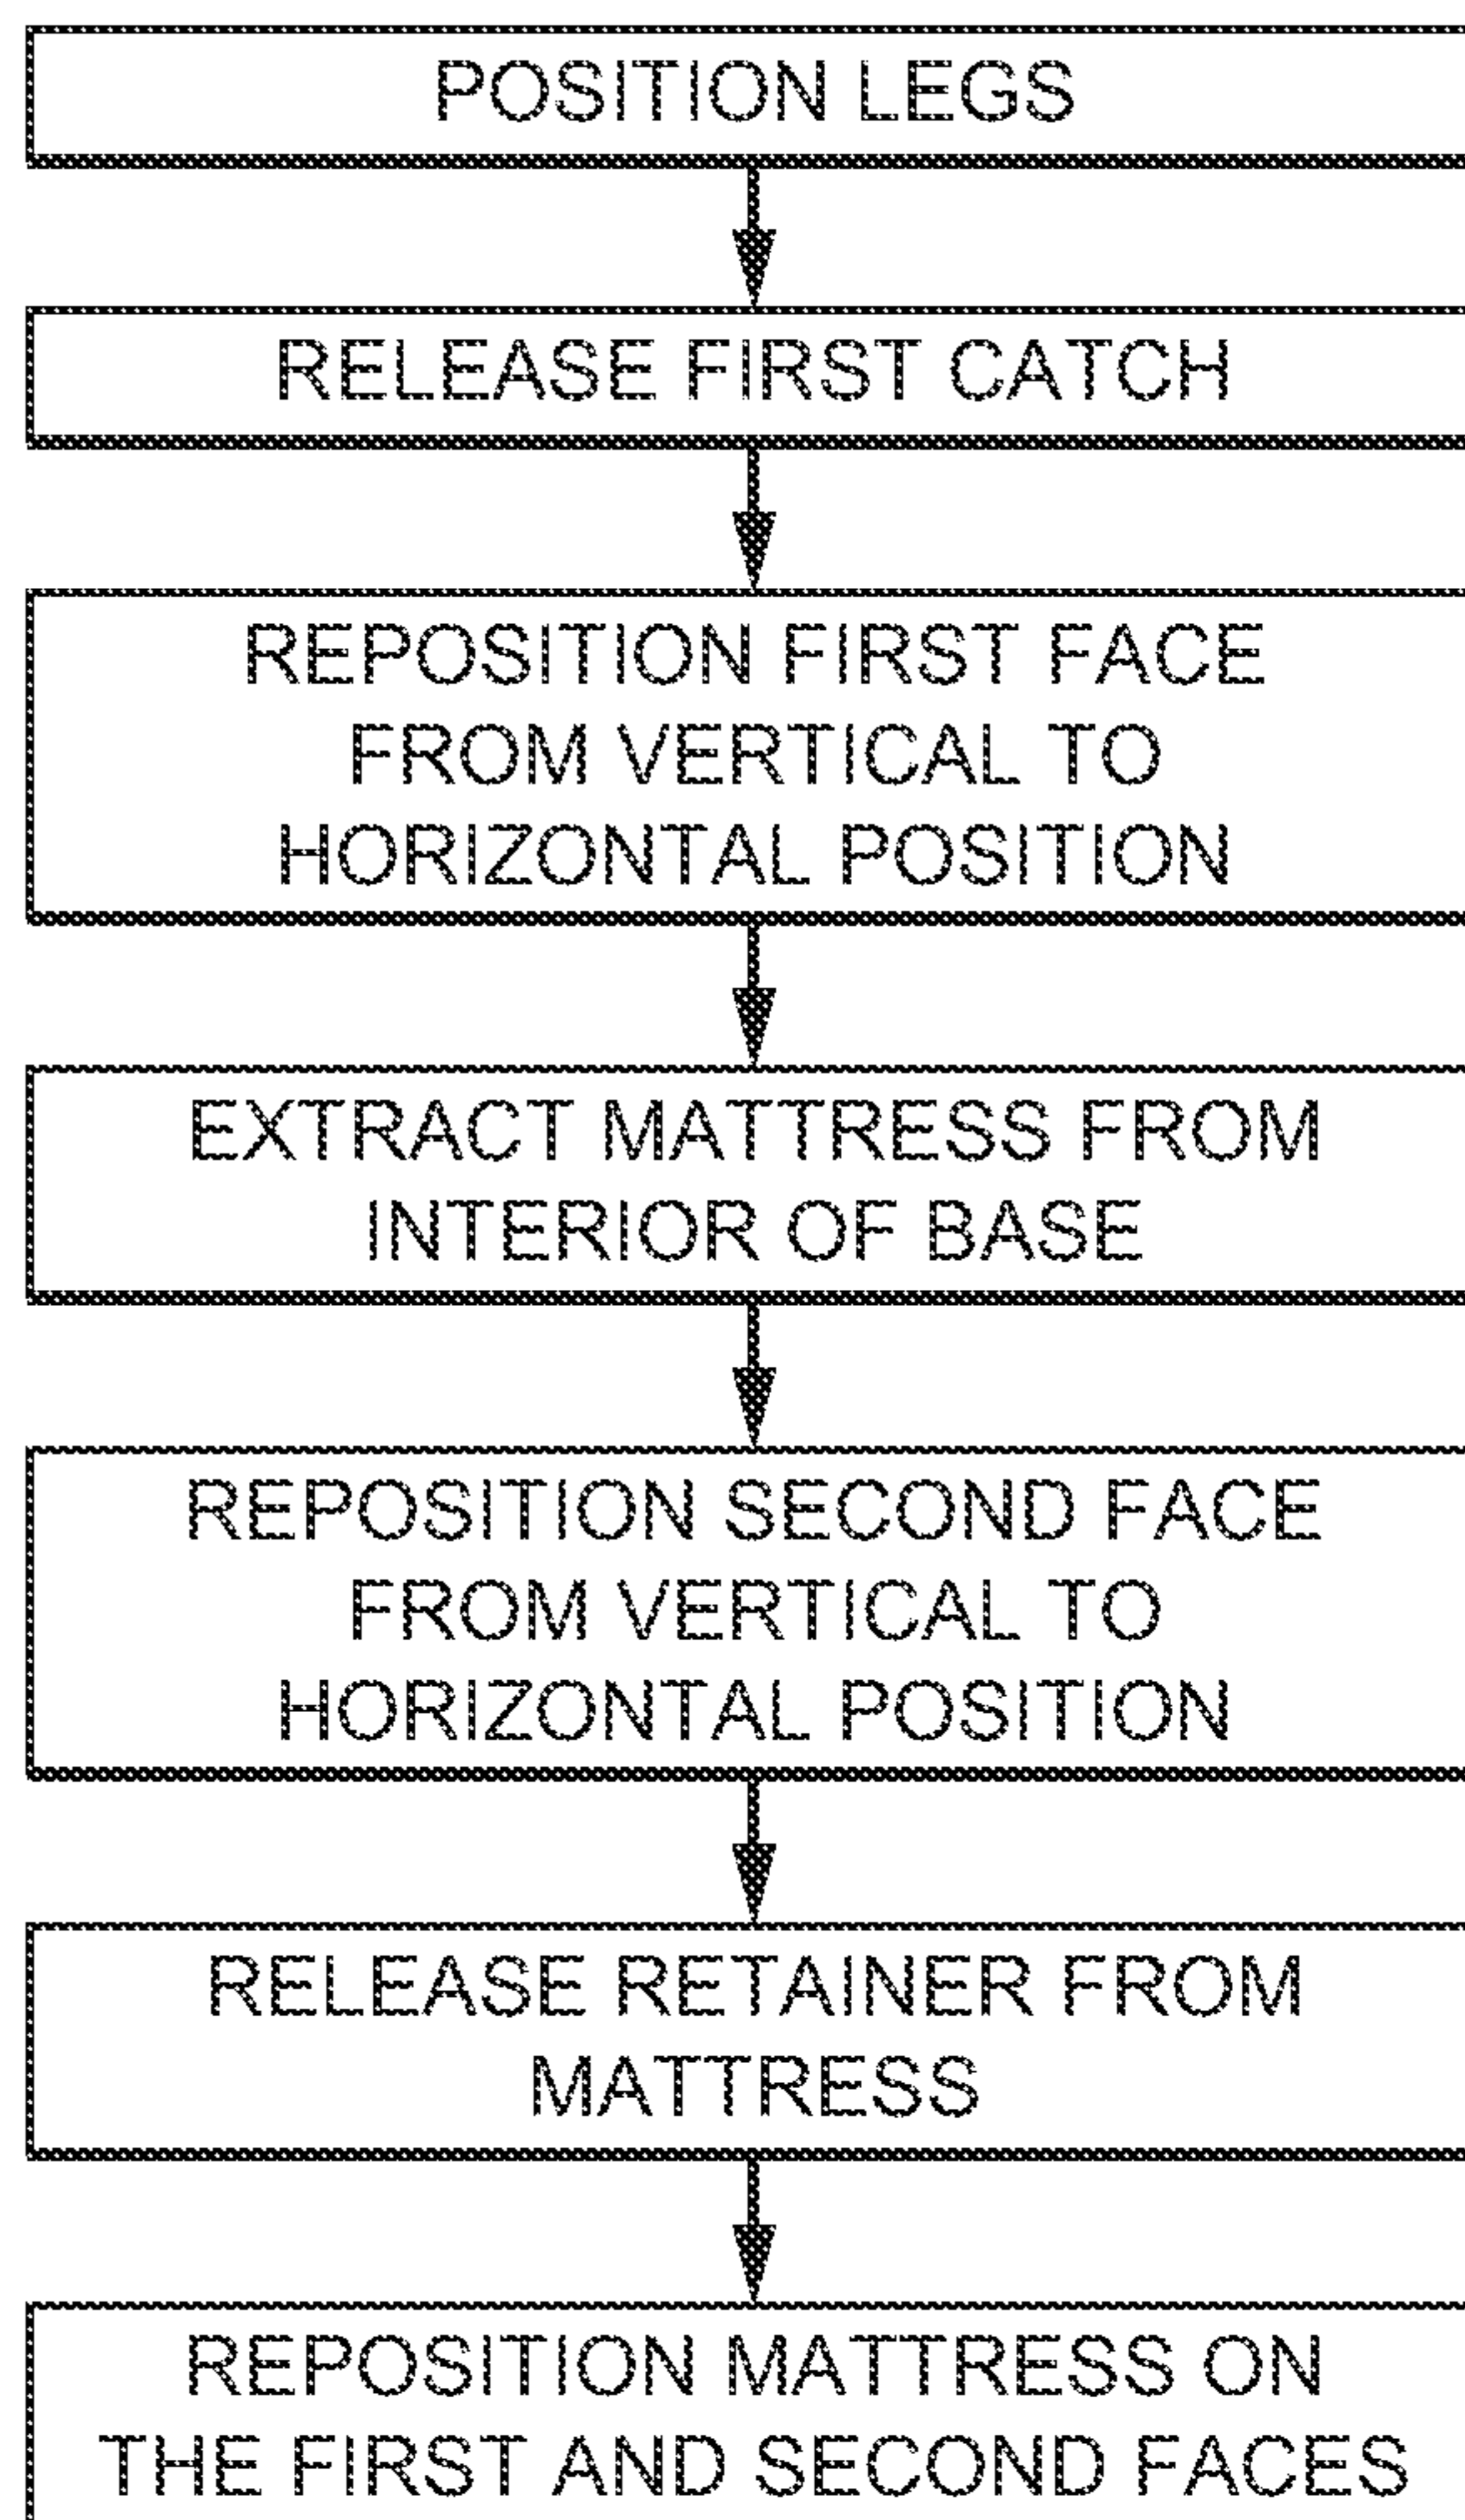 POSITION LEGS
RELEASE FIRST CATCH
REPOSITION FIRST FACE
FROM VERTICAL TO
HORIZONTAL POSITION
EXTRACT MATTRESS FROM
INTERIOR OF BASE
REPOSITION SECOND FACE
FROM VERTICAL TO
HORIZONTAL POSITION
RELEASE RETAINER FROM
MATTRESS
REPOSITION MATTRESS ON
THE FIRST AND SECOND FACES